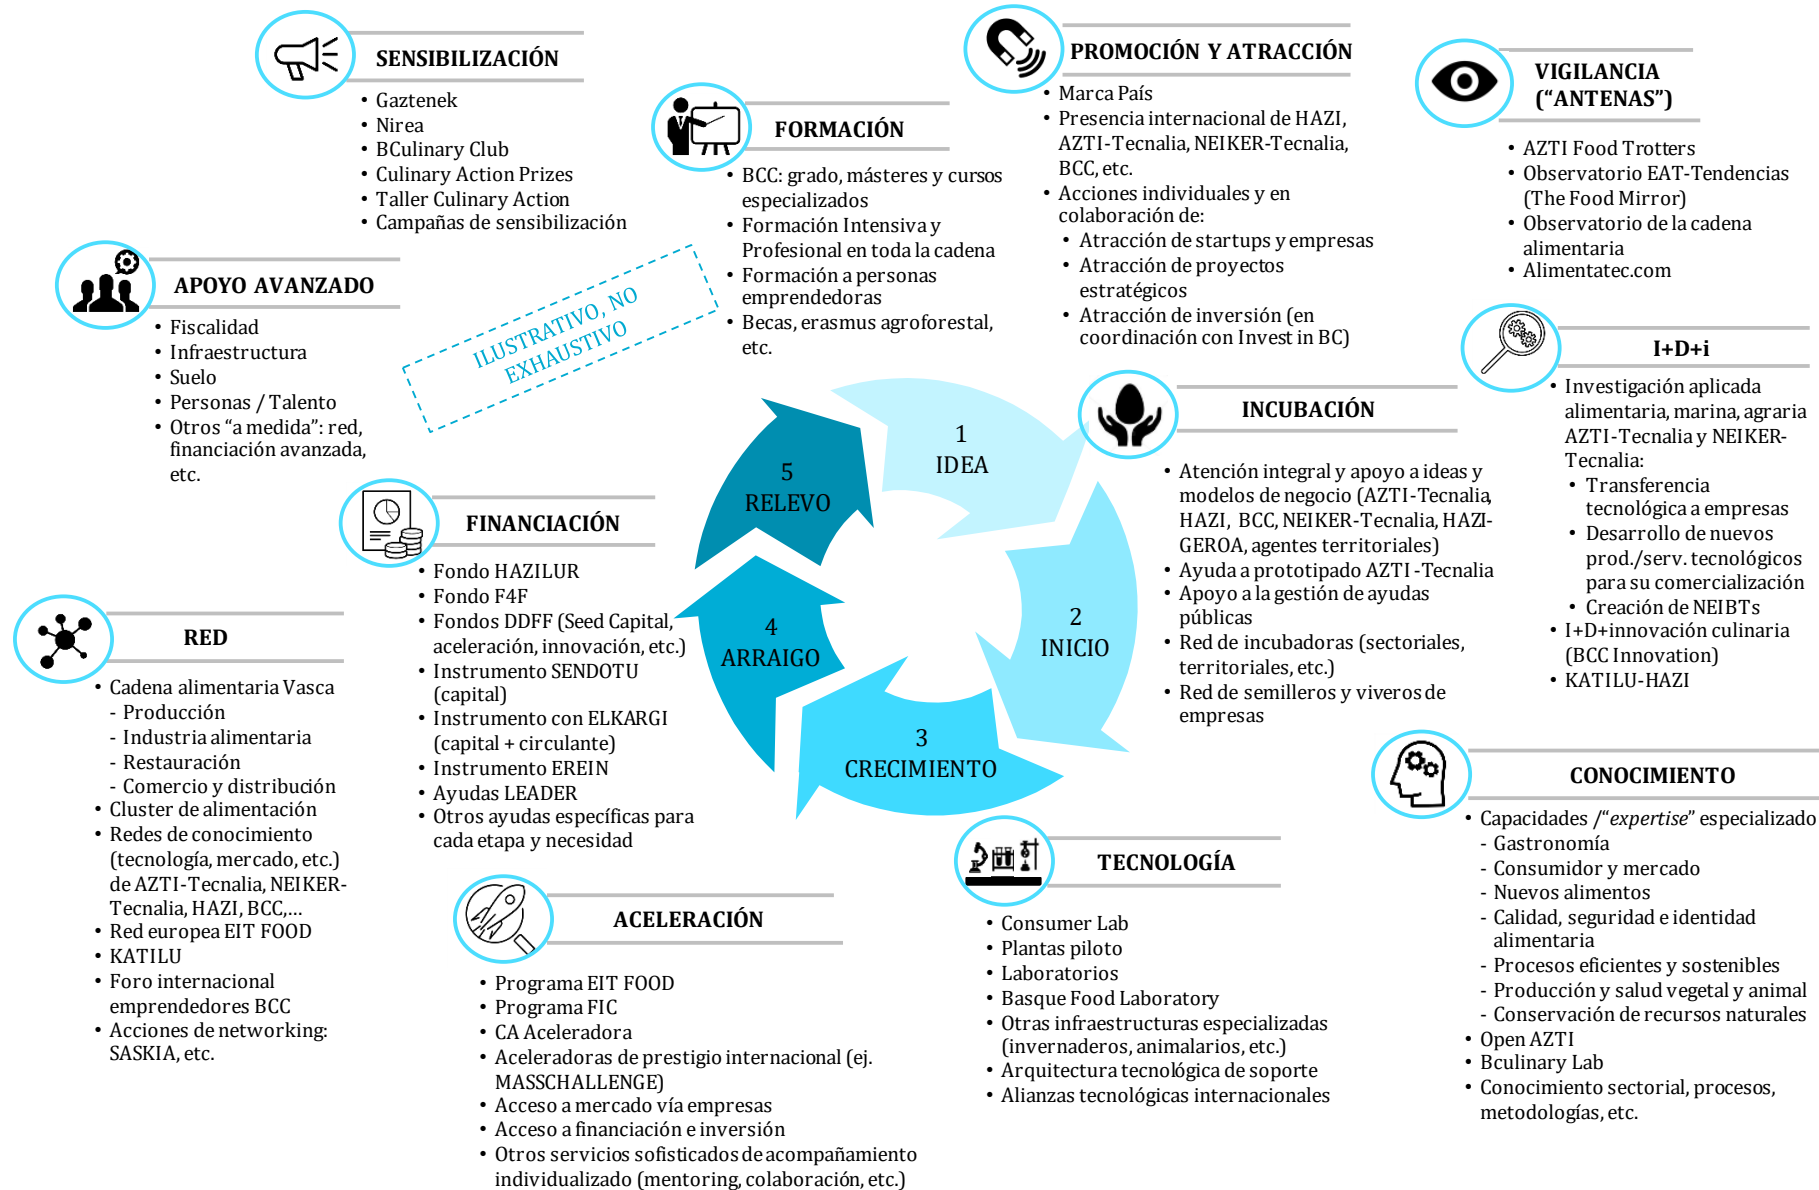 SENSIBILIZACIÓN
• Gaztenek
• Nirea
• BCulinary Club
• Culinary Action Prizes
• Taller Culinary Action
• Campañas de sensibilización
FORMACIÓN
• BCC: grado, másteres y cursos
especializados
• Formación Intensiva y
Profesional en toda la cadena
• Formación a personas
emprendedoras
• Becas, erasmus agroforestal,
etc.
PROMOCIÓN Y ATRACCIÓN
• Marca País
• Presencia internacional de HAZI,
AZTI-Tecnalia, NEIKER-Tecnalia,
BCC, etc.
• Acciones individuales y en
colaboración de:
• Atracción de startups y empresas
• Atracción de proyectos
estratégicos
• Atracción de inversión (en
coordinación con Invest in BC)
VIGILANCIA
(“ANTENAS”)
• AZTI Food Trotters
• Observatorio EAT-Tendencias
(The Food Mirror)
• Observatorio de la cadena
alimentaria
• Alimentatec.com
APOYO AVANZADO
• Fiscalidad
• Infraestructura
• Suelo
• Personas / Talento
• Otros “a medida”: red,
financiación avanzada,
etc.
ILUSTRATIVO, NO
EXHAUSTIVO
I+D+i
• Investigación aplicada
alimentaria, marina, agraria
AZTI-Tecnalia y NEIKER-
Tecnalia:
• Transferencia
tecnológica a empresas
• Desarrollo de nuevos
prod./serv. tecnológicos
para su comercialización
• Creación de NEIBTs
• I+D+innovación culinaria
(BCC Innovation)
• KATILU-HAZI
INCUBACIÓN
• Atención integral y apoyo a ideas y
modelos de negocio (AZTI-Tecnalia,
HAZI, BCC, NEIKER-Tecnalia, HAZI-
GEROA, agentes territoriales)
• Ayuda a prototipado AZTI -Tecnalia
• Apoyo a la gestión de ayudas
públicas
• Red de incubadoras (sectoriales,
territoriales, etc.)
• Red de semilleros y viveros de
empresas
1
IDEA
2
INICIO
3
CRECIMIENTO
4
ARRAIGO
5
RELEVO
FINANCIACIÓN
• Fondo HAZILUR
• Fondo F4F
• Fondos DDFF (Seed Capital,
aceleración, innovación, etc.)
• Instrumento SENDOTU
(capital)
• Instrumento con ELKARGI
(capital + circulante)
• Instrumento EREIN
• Ayudas LEADER
• Otros ayudas específicas para
cada etapa y necesidad
RED
• Cadena alimentaria Vasca
- Producción
- Industria alimentaria
- Restauración
- Comercio y distribución
• Cluster de alimentación
• Redes de conocimiento
(tecnología, mercado, etc.)
de AZTI-Tecnalia, NEIKER-
Tecnalia, HAZI, BCC,...
• Red europea EIT FOOD
• KATILU
• Foro internacional
emprendedores BCC
• Acciones de networking:
SASKIA, etc.
ACELERACIÓN
• Programa EIT FOOD
• Programa FIC
• CA Aceleradora
• Aceleradoras de prestigio internacional (ej.
MASSCHALLENGE)
• Acceso a mercado vía empresas
• Acceso a financiación e inversión
• Otros servicios sofisticados de acompañamiento
individualizado (mentoring, colaboración, etc.)
TECNOLOGÍA
• Consumer Lab
• Plantas piloto
• Laboratorios
• Basque Food Laboratory
• Otras infraestructuras especializadas
(invernaderos, animalarios, etc.)
• Arquitectura tecnológica de soporte
• Alianzas tecnológicas internacionales
CONOCIMIENTO
• Capacidades /“expertise” especializado
- Gastronomía
- Consumidor y mercado
- Nuevos alimentos
- Calidad, seguridad e identidad
alimentaria
- Procesos eficientes y sostenibles
- Producción y salud vegetal y animal
- Conservación de recursos naturales
• Open AZTI
• Bculinary Lab
• Conocimiento sectorial, procesos,
metodologías, etc.